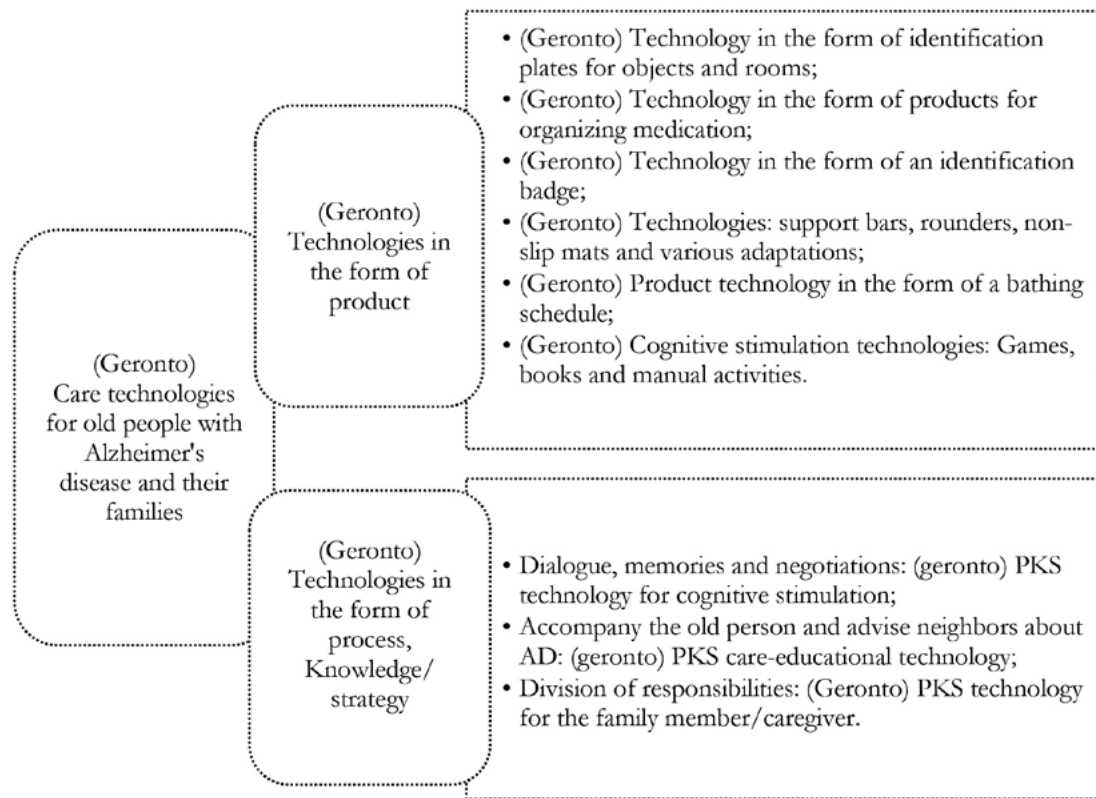 (Geronto)
Care technologies
for old people with
Alzheimer's
disease and their
families
(Geronto)
Technologies in
the form of
product
• (Geronto) Technology in the form of identification
plates for objects and rooms;
• (Geronto) Technology in the form of products for
organizing medication;
• (Geronto) Technology in the form of an identification
badge;
• (Geronto) Technologies: support bars, rounders, non-
slip mats and various adaptations;
• (Geronto) Product technology in the form of a bathing
schedule;
• (Geronto) Cognitive stimulation technologies: Games,
books and manual activities.
(Geronto)
Technologies in
the form of
process,
Knowledge/
strategy
• Dialogue, memories and negotiations: (geronto) PKS
technology for cognitive stimulation;
• Accompany the old person and advise neighbors about
AD: (geronto) PKS care-educational technology;
• Division of responsibilities: (Geronto) PKS technology
for the family member/caregiver.